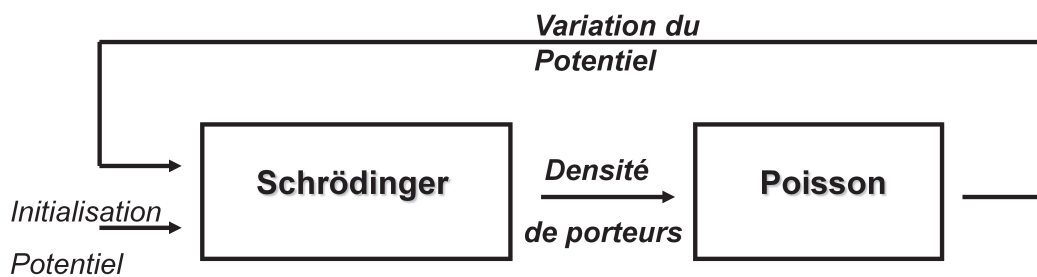 Variation du
Potentiel
Schrödinger
Densité
de porteurs
Poisson
Initialisation
Potentiel